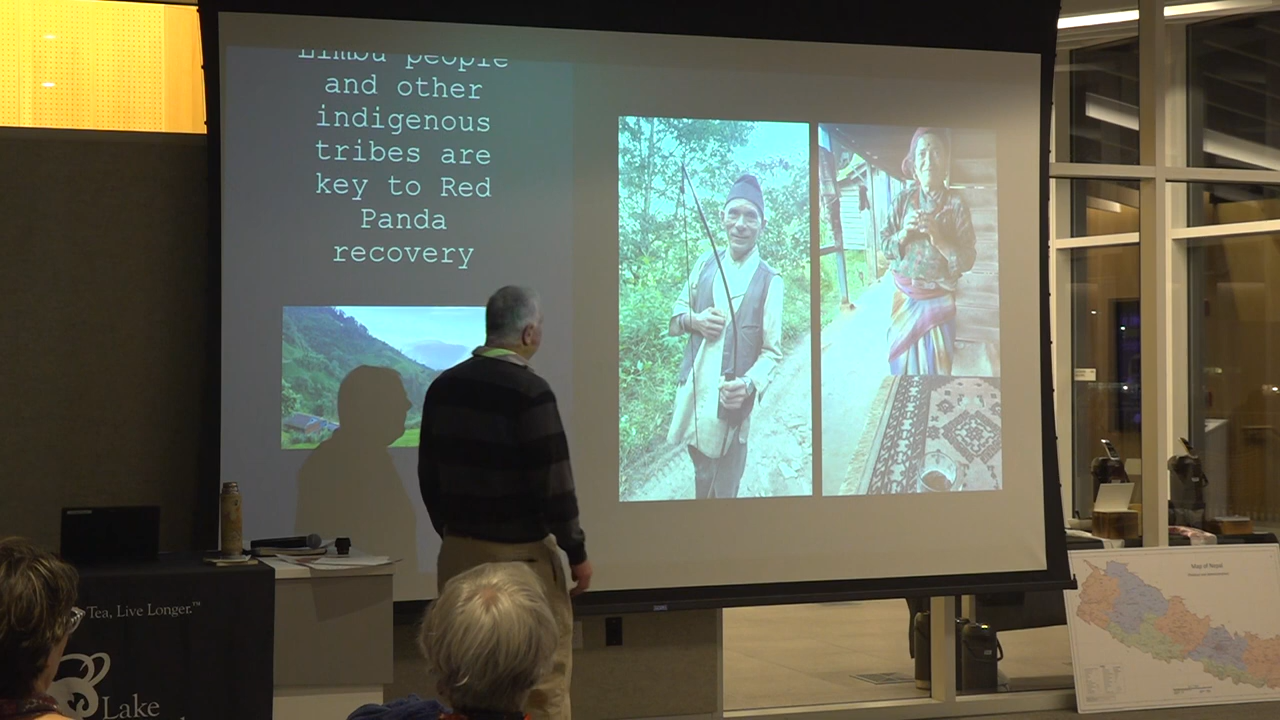 Limbu people
and other
indigenous
tribes are
key to Red
Panda
recovery
Tea, Live Longer.™
Lake
Map of Nepal